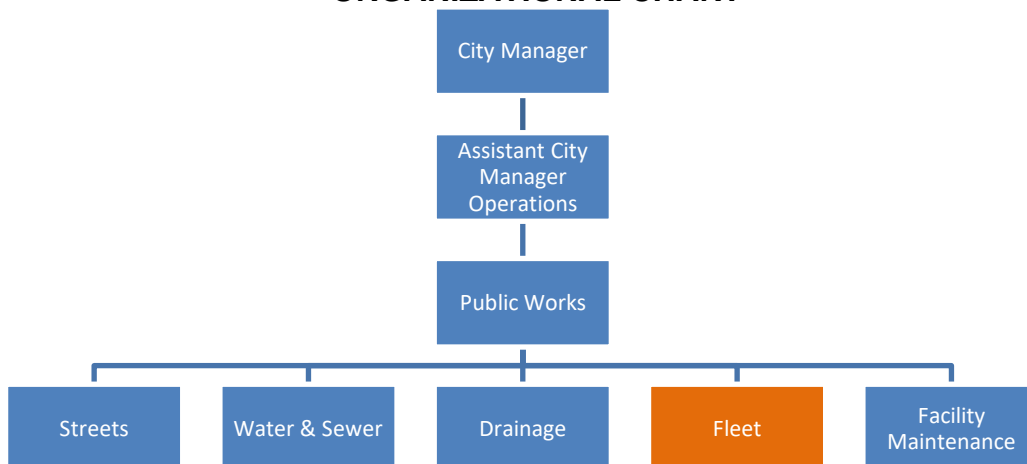 City Manager
Assistant City
Manager
Operations
Public Works
Streets
Water & Sewer
Drainage
Fleet
Facility
Maintenance